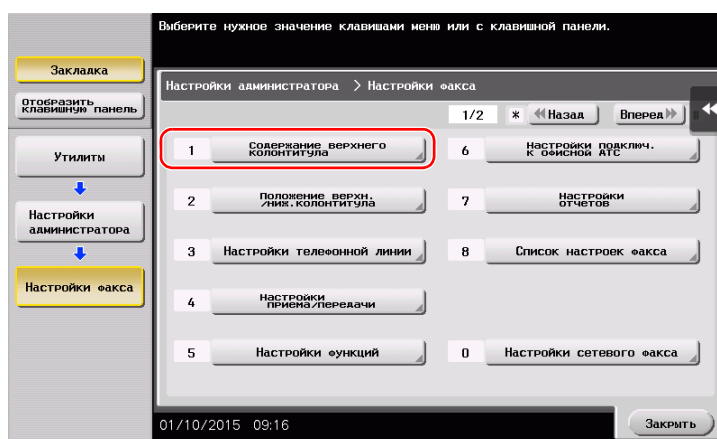 Выберите нужное значение клавишами меню или с клавишной панели.
Закладка
Отобразить
клавишную панель
Утилиты
Настройки
администратора
Настройки факса
Настройки администратора > Настройки факса
1/2 * Назад Вперед
1 Содержание верхнего
колонтитула
2 Положение верхн.
/ниж.колонтитула
3 Настройки телефонной линии
4 Настройки
приема/передачи
5 Настройки функций
6 Настройки подключ.
к офисной АТС
7 Настройки
отчетов
8 Список настроек факса
0 Настройки сетевого факса
01/10/2015 09:16
Закрыть